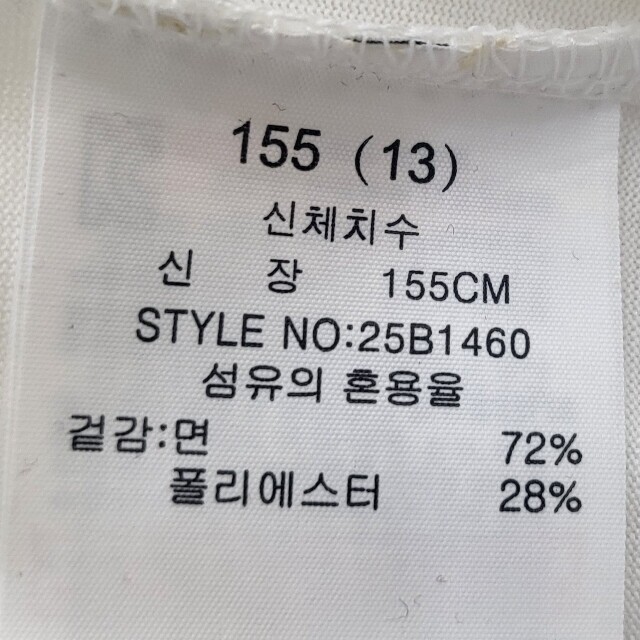 155 (13)
신체치수
신 장 155CM
STYLE NO:25B1460
섬유의 혼용율
겉감:면 72%
폴리에스터 28%